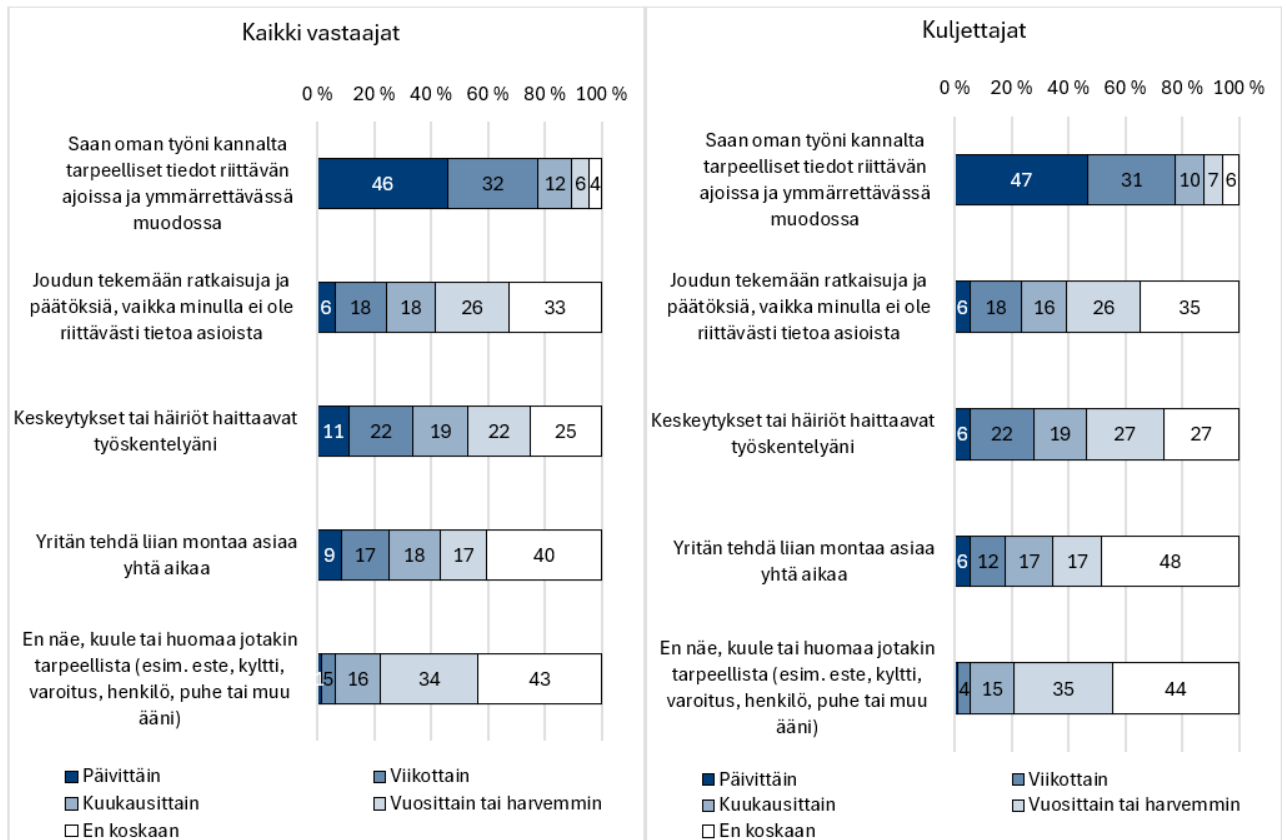 Kaikki vastaajat
0 % 20 % 40 % 60 % 80 % 100 %
Saan oman työni kannalta
tarpeelliset tiedot riittävän
ajoissa ja ymmärrettävässä
muodossa
46 32 12 6 4
Joudun tekemään ratkaisuja ja
päätöksiä, vaikka minulla ei ole
riittävästi tietoa asioista
6 18 18 26 33
Keskeytykset tai häiriöt haittaavat
työskentelyäni
11 22 19 22 25
Yritän tehdä liian montaa asiaa
yhtä aikaa
9 17 18 17 40
En näe, kuule tai huomaa jotakin
tarpeellista (esim. este, kyltti,
varoitus, henkilö, puhe tai muu
ääni)
5 16 34 43
Päivittäin
Viikottain
Kuukausittain
Vuosittain tai harvemmin
En koskaan
Kuljettajat
0 % 20 % 40 % 60 % 80 % 100 %
Saan oman työni kannalta
tarpeelliset tiedot riittävän
ajoissa ja ymmärrettävässä
muodossa
47 31 10 7 6
Joudun tekemään ratkaisuja ja
päätöksiä, vaikka minulla ei ole
riittävästi tietoa asioista
6 18 16 26 35
Keskeytykset tai häiriöt haittaavat
työskentelyäni
6 22 19 27 27
Yritän tehdä liian montaa asiaa
yhtä aikaa
6 12 17 17 48
En näe, kuule tai huomaa jotakin
tarpeellista (esim. este, kyltti,
varoitus, henkilö, puhe tai muu
ääni)
4 15 35 44
Päivittäin
Viikottain
Kuukausittain
Vuosittain tai harvemmin
En koskaan